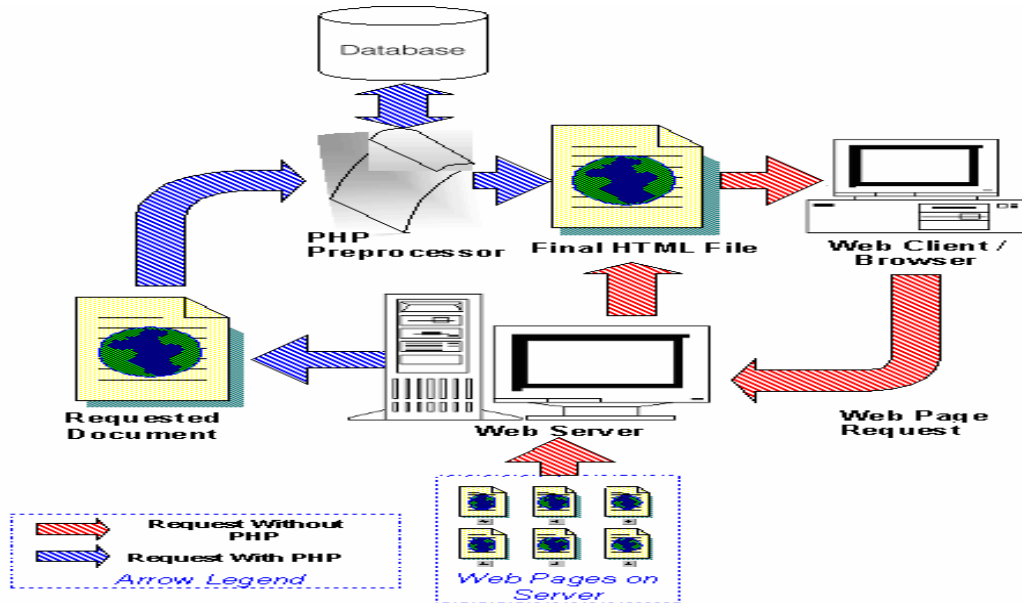 Database
PHP
Preprocessor
Final HTML File
Web Client /
Browser
Requested
Document
Web Server
Web Page
Request
Request Without
PHP
Request With PHP
Arrow Legend
Web Pages on
Server